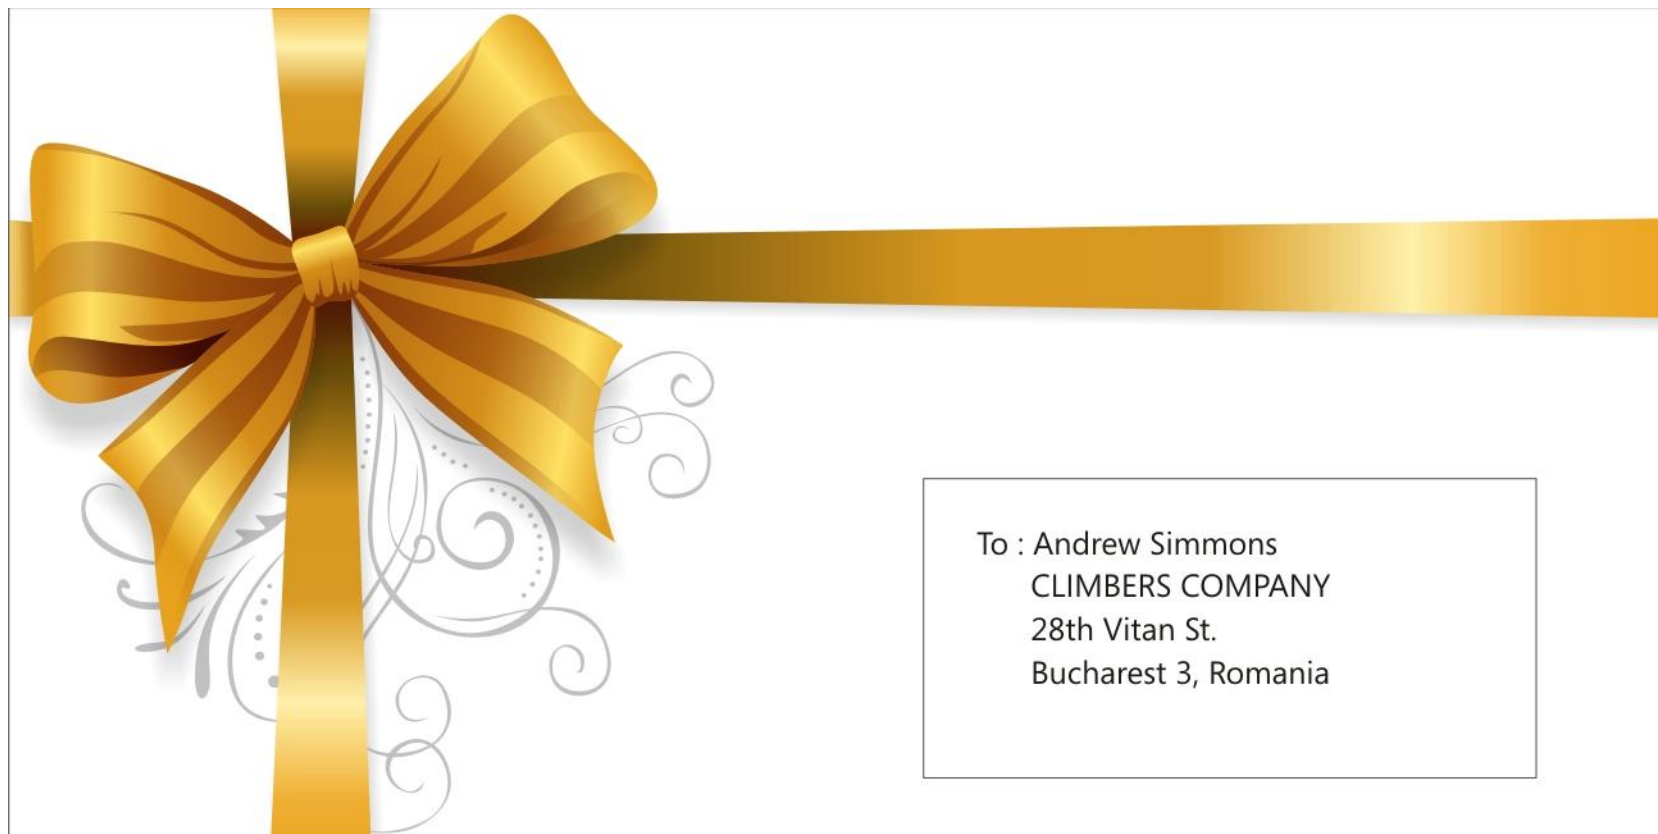 To : Andrew Simmons
CLIMBERS COMPANY
28th Vitan St.
Bucharest 3, Romania